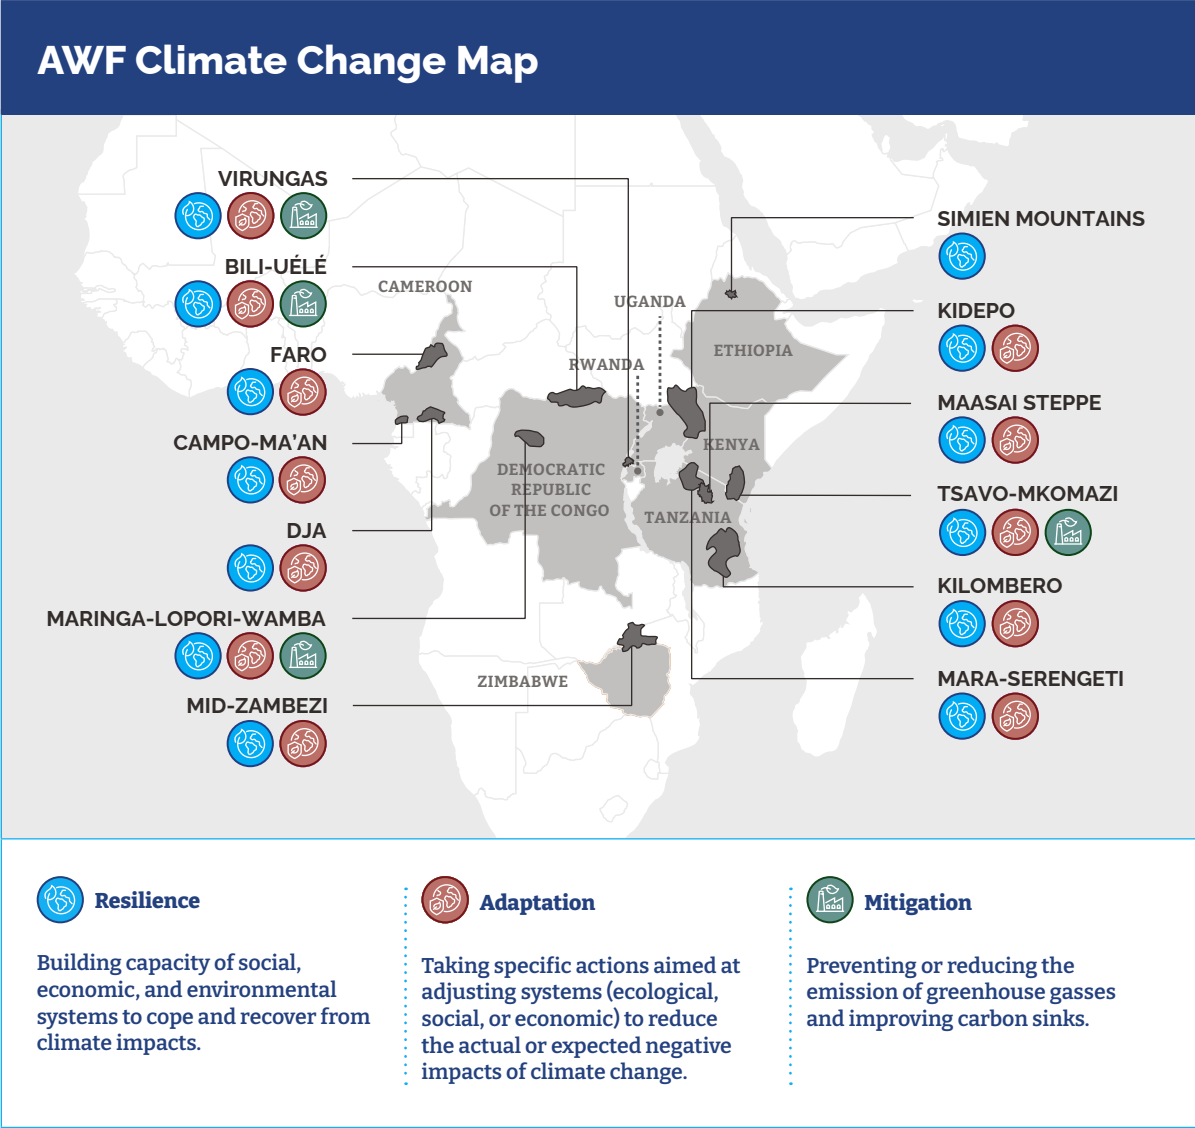 AWF Climate Change Map
VIRUNGAS
BILI-UÉLÉ
FARO
CAMPO-MA’AN
DJA
MARINGA-LOPORI-WAMBA
MID-ZAMBEZI
CAMEROON
UGANDA
RWANDA
ETHIOPIA
KENYA
DEMOCRATIC
REPUBLIC
OF THE CONGO
TANZANIA
ZIMBABWE
SIMIEN MOUNTAINS
KIDEPO
MAASAI STEPPE
TSAVO-MKOMAZI
KILOMBERO
MARA-SERENGETI
Resilience
Building capacity of social,
economic, and environmental
systems to cope and recover from
climate impacts.
Adaptation
Taking specific actions aimed at
adjusting systems (ecological,
social, or economic) to reduce
the actual or expected negative
impacts of climate change.
Mitigation
Preventing or reducing the
emission of greenhouse gasses
and improving carbon sinks.